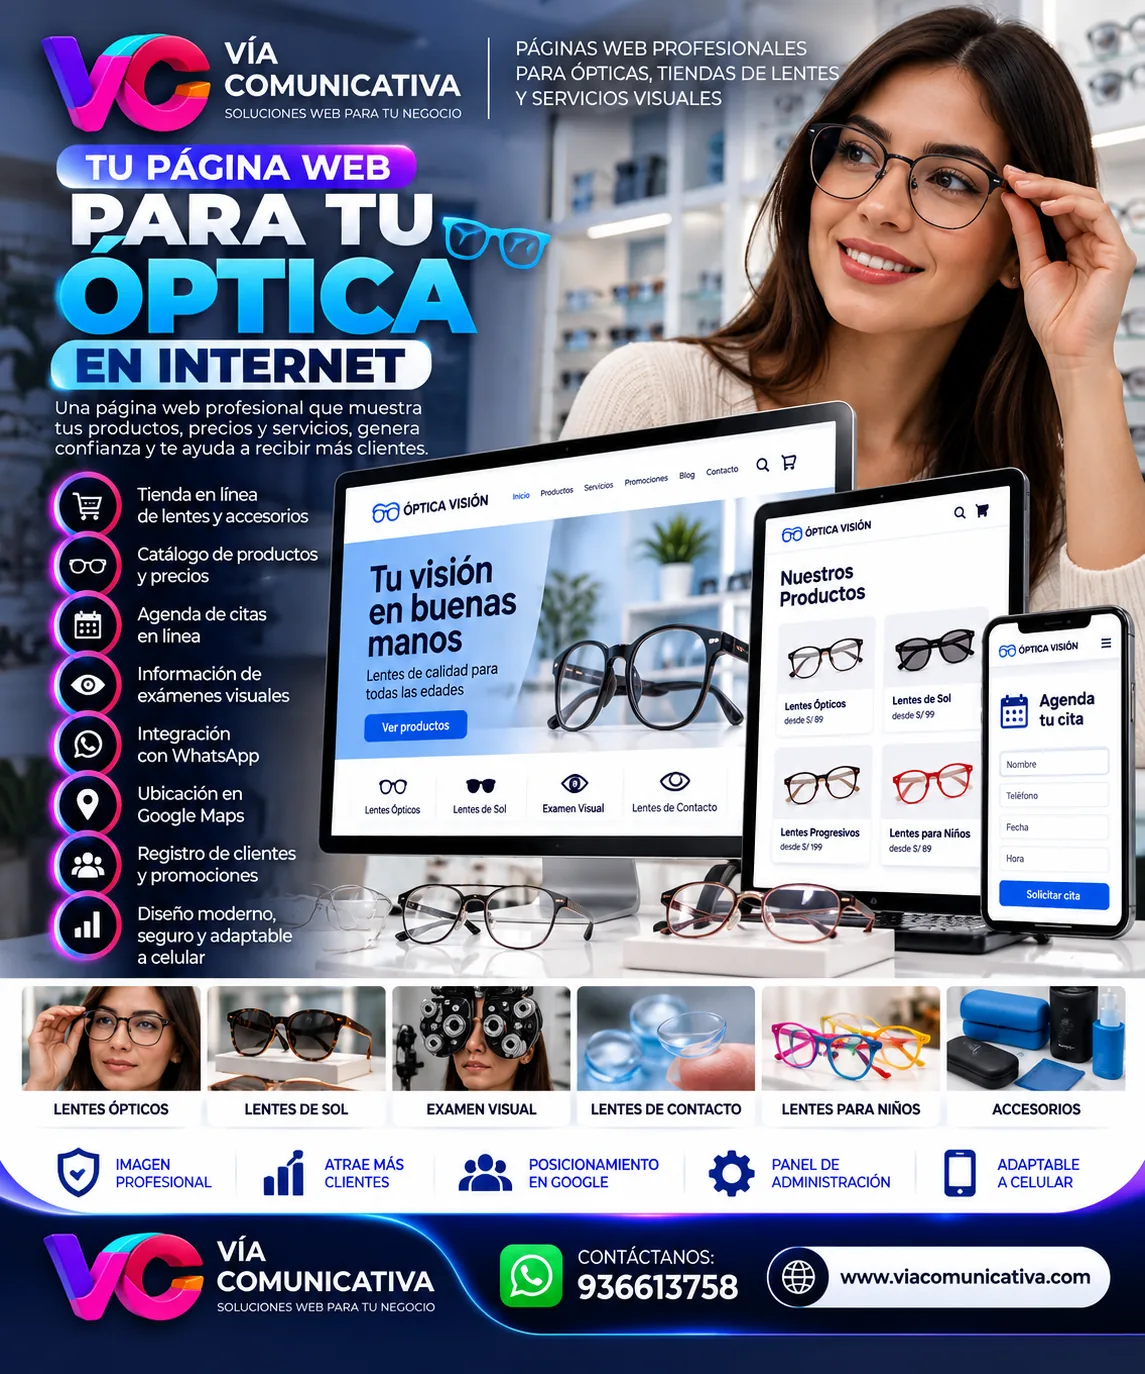 VÍA
COMUNICATIVA
SOLUCIONES WEB PARA TU NEGOCIO
PÁGINAS WEB PROFESIONALES
PARA ÓPTICAS, TIENDAS DE LENTES
Y SERVICIOS VISUALES
TU PÁGINA WEB
PARA TU
ÓPTICA
EN INTERNET
Una página web profesional que muestra
tus productos, precios y servicios, genera
confianza y te ayuda a recibir más clientes.
Tienda en línea
de lentes y accesorios
Catálogo de productos
y precios
Agenda de citas
en línea
Información de
exámenes visuales
Integración
con WhatsApp
Ubicación en
Google Maps
Registro de clientes
y promociones
Diseño moderno,
seguro y adaptable
a celular
ÓPTICA VISIÓN
Inicio Productos Servicios Promociones Blog Contacto
Tu visión
en buenas
manos
Lentes de calidad para
todas las edades
Ver productos
Lentes Ópticos
Lentes de Sol
Examen Visual
Lentes de Contacto
ÓPTICA VISIÓN
Nuestros
Productos
Lentes Ópticos
desde S/ 89
Lentes de Sol
desde S/ 99
Lentes Progresivos
desde S/ 199
Lentes para Niños
desde S/ 89
ÓPTICA VISIÓN
Agenda
tu cita
Nombre
Teléfono
Fecha
Hora
Solicitar cita
LENTES ÓPTICOS
LENTES DE SOL
EXAMEN VISUAL
LENTES DE CONTACTO
LENTES PARA NIÑOS
ACCESORIOS
IMAGEN
PROFESIONAL
ATRAE MÁS
CLIENTES
POSICIONAMIENTO
EN GOOGLE
PANEL DE
ADMINISTRACIÓN
ADAPTABLE
A CELULAR
VÍA
COMUNICATIVA
SOLUCIONES WEB PARA TU NEGOCIO
CONTÁCTANOS:
936613758
www.viacomunicativa.com